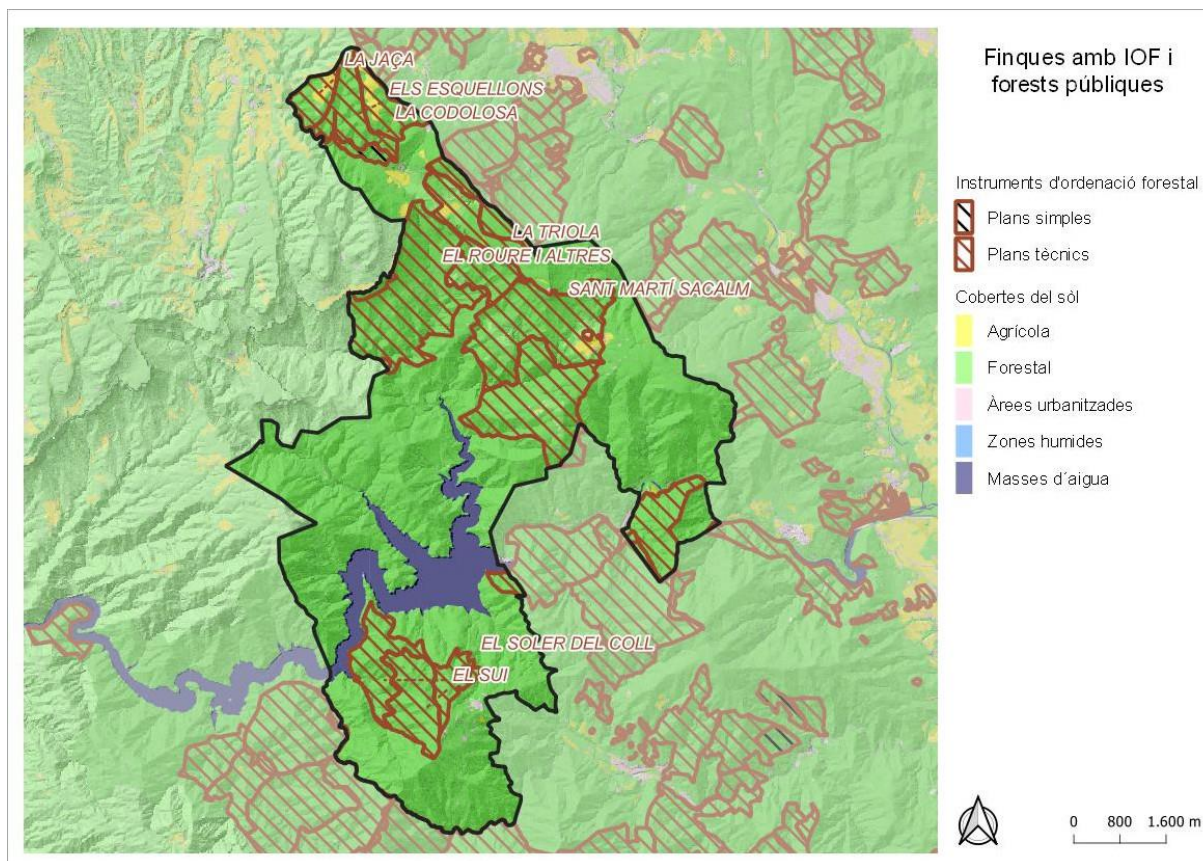 Finques amb IOF i
forests públiques
Instruments d'ordenació forestal
Plans simples
Plans tècnics
Cobertes del sòl
Agrícola
Forestal
Àrees urbanitzades
Zones humides
Masses d´aigua
0 800 1.600 m
LA JAÇA
ELS ESQUELLONS
LA CODOLOSA
LA TRIOLA
EL ROURE I ALTRES
SANT MARTÍ SACALM
EL SOLER DEL COLL
EL SUI